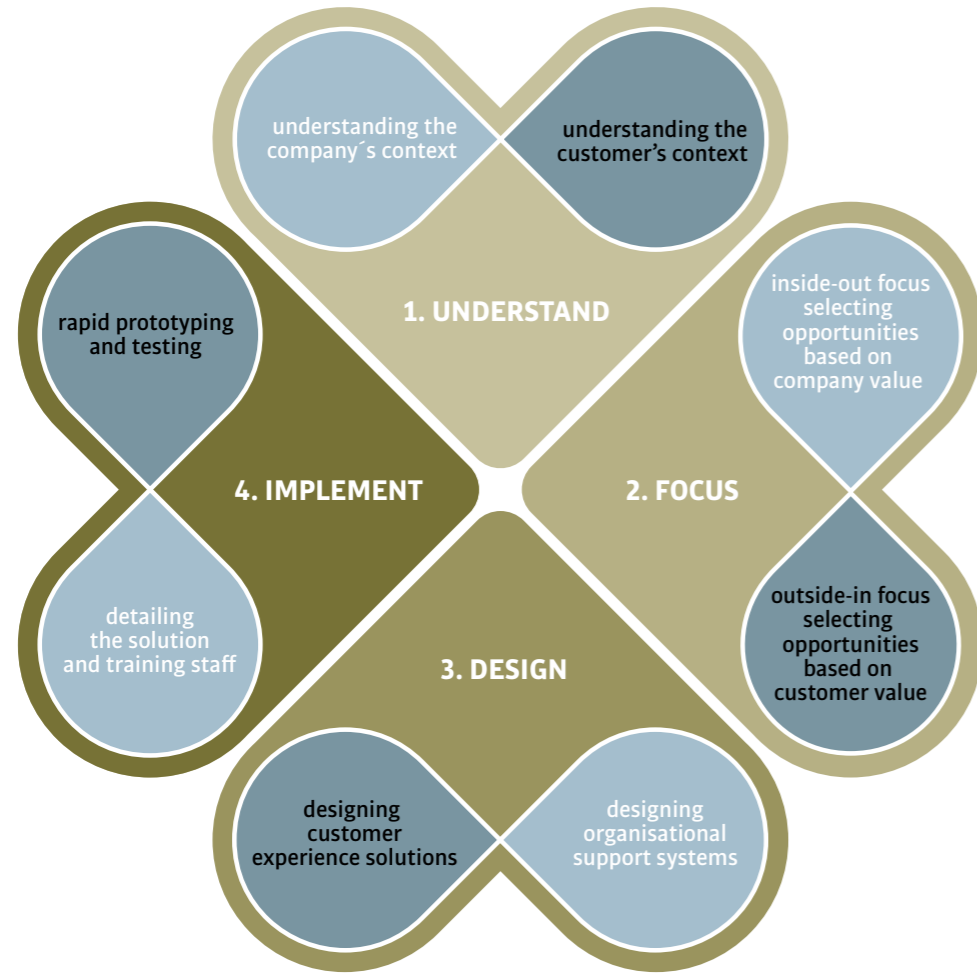 understanding the
company´s context
understanding the
customer’s context
1. UNDERSTAND
inside-out focus
selecting
opportunities
based on
company value
2. FOCUS
outside-in focus
selecting
opportunities
based on
customer value
3. DESIGN
designing
organisational
support systems
designing
customer
experience solutions
4. IMPLEMENT
detailing
the solution
and training staff
rapid prototyping
and testing